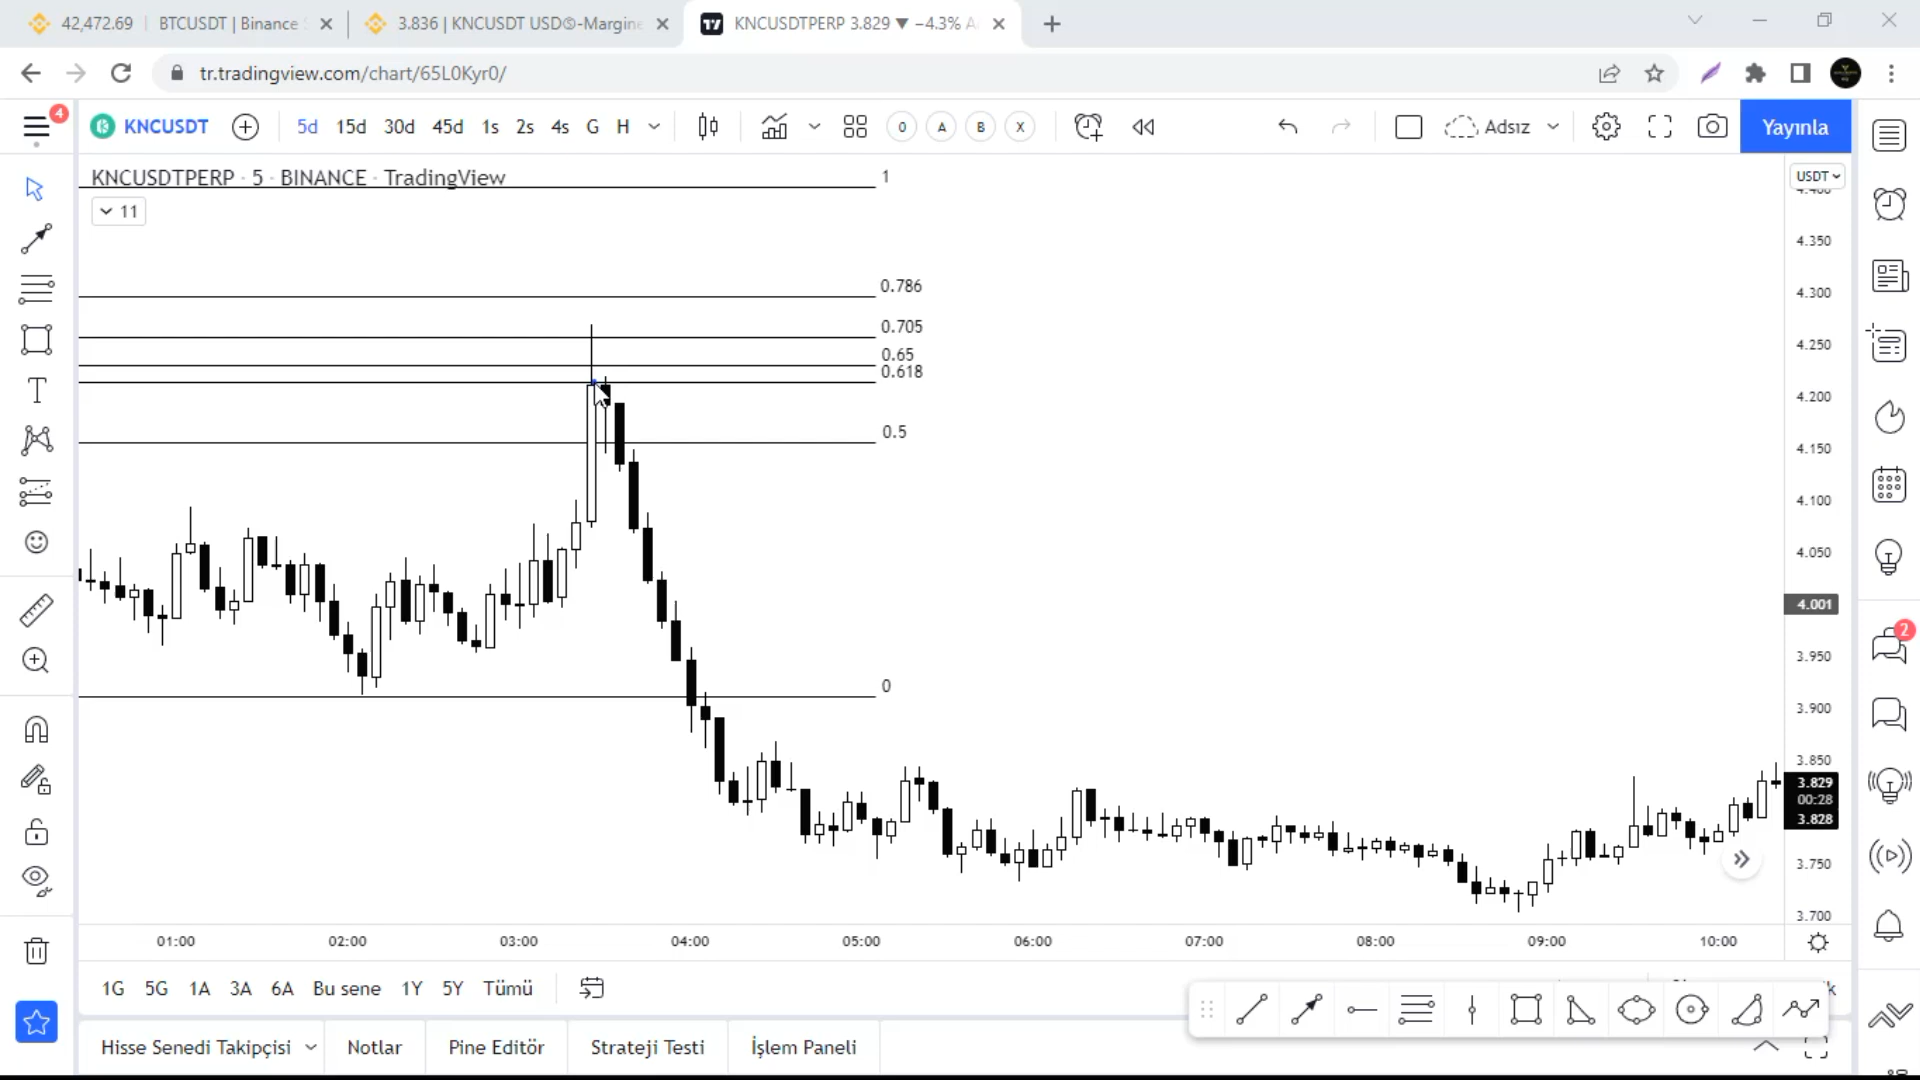 42,472.69 | BTCUSDT | Binance
3.836 | KNCUSDT USDⓈ-Margine
KNCUSDTPERP 3.829 ▼ −4.3%
tr.tradingview.com/chart/65L0Kyr0/
4
KNCUSDT
5d 15d 30d 45d 1s 2s 4s G H
O A B X
Adsız
Yayınla
KNCUSDTPERP · 5 · BINANCE · TradingView
11
USDT
1
0.786
0.705
0.65
0.618
0.5
0
4.350
4.300
4.250
4.200
4.150
4.100
4.050
4.001
3.950
3.900
3.850
3.829
00:28
3.828
3.750
3.700
2
01:00 02:00 03:00 04:00 05:00 06:00 07:00 08:00 09:00 10:00
1G 5G 1A 3A 6A Bu sene 1Y 5Y Tümü
Hisse Senedi Takipçisi Notlar Pine Editör Strateji Testi İşlem Paneli